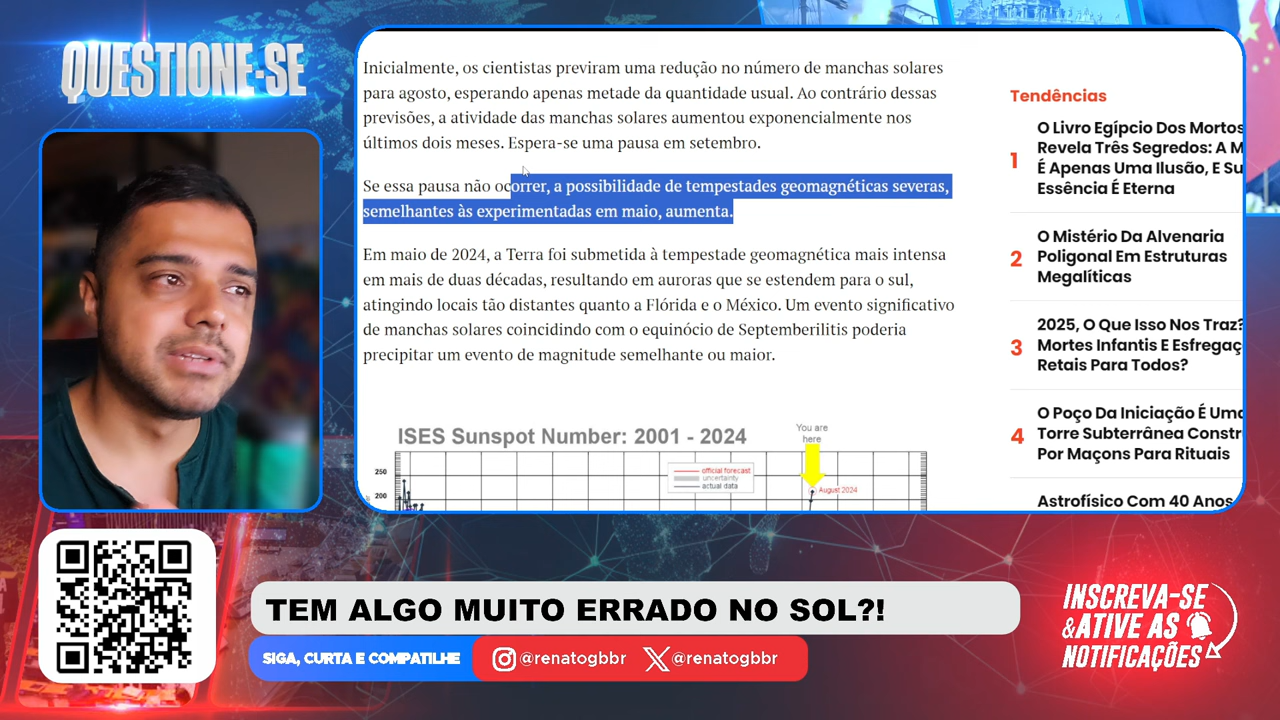 QUESTIONE-SE
Inicialmente, os cientistas previram uma redução no número de manchas solares
para agosto, esperando apenas metade da quantidade usual. Ao contrário dessas
previsões, a atividade das manchas solares aumentou exponencialmente nos
últimos dois meses. Espera-se uma pausa em setembro.
Se essa pausa não ocorrer, a possibilidade de tempestades geomagnéticas severas,
semelhantes às experimentadas em maio, aumenta.
Em maio de 2024, a Terra foi submetida à tempestade geomagnética mais intensa
em mais de duas décadas, resultando em auroras que se estendem para o sul,
atingindo locais tão distantes quanto a Flórida e o México. Um evento significativo
de manchas solares coincidindo com o equinócio de Septemberilitis poderia
precipitar um evento de magnitude semelhante ou maior.
ISES Sunspot Number: 2001 - 2024
You are
here
250
200
official forecast
uncertainty
actual data
August 2024
Tendências
1
O Livro Egípcio Dos Mortos
Revela Três Segredos: A M
É Apenas Uma Ilusão, E Su
Essência É Eterna
2
O Mistério Da Alvenaria
Poligonal Em Estruturas
Megalíticas
3
2025, O Que Isso Nos Traz?
Mortes Infantis E Esfregaç
Retais Para Todos?
4
O Poço Da Iniciação É Uma
Torre Subterrânea Constr
Por Maçons Para Rituais
Astrofísico Com 40 Anos
TEM ALGO MUITO ERRADO NO SOL?!
SIGA, CURTA E COMPATILHE
@renatogbbr
@renatogbbr
INSCREVA-SE
&ATIVE AS
NOTIFICAÇÕES